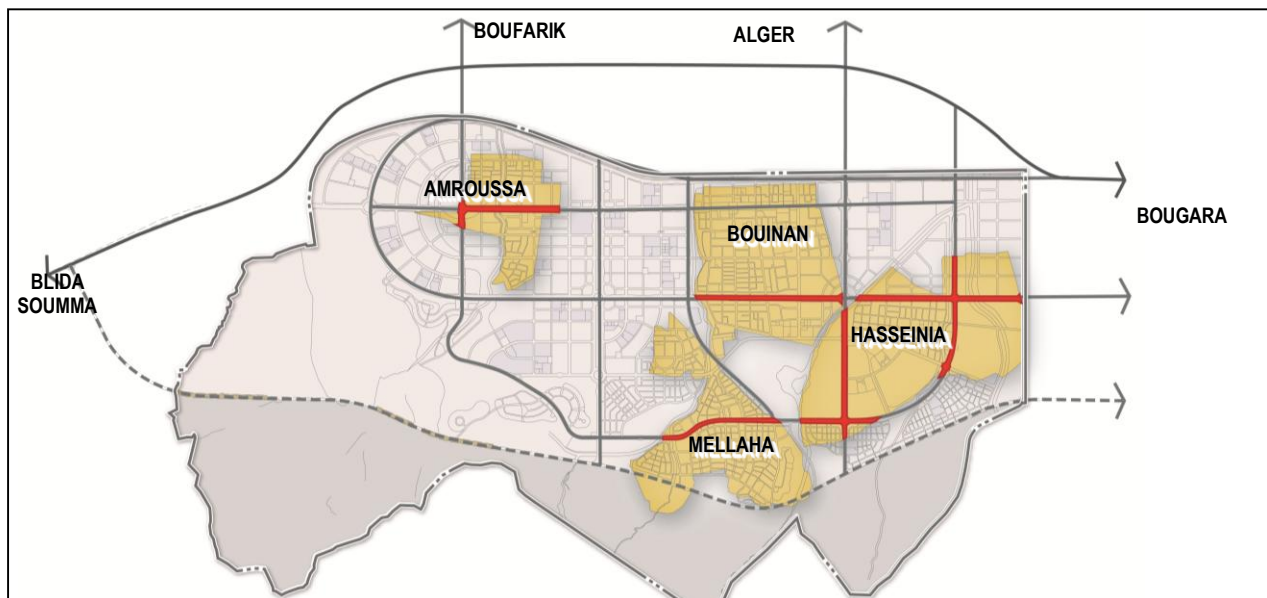 BOUFARIK
ALGER
AMROUSSA
BOUINAN
BOUGARA
BLIDA
SOUMMA
HASSEINIA
MELLAHA